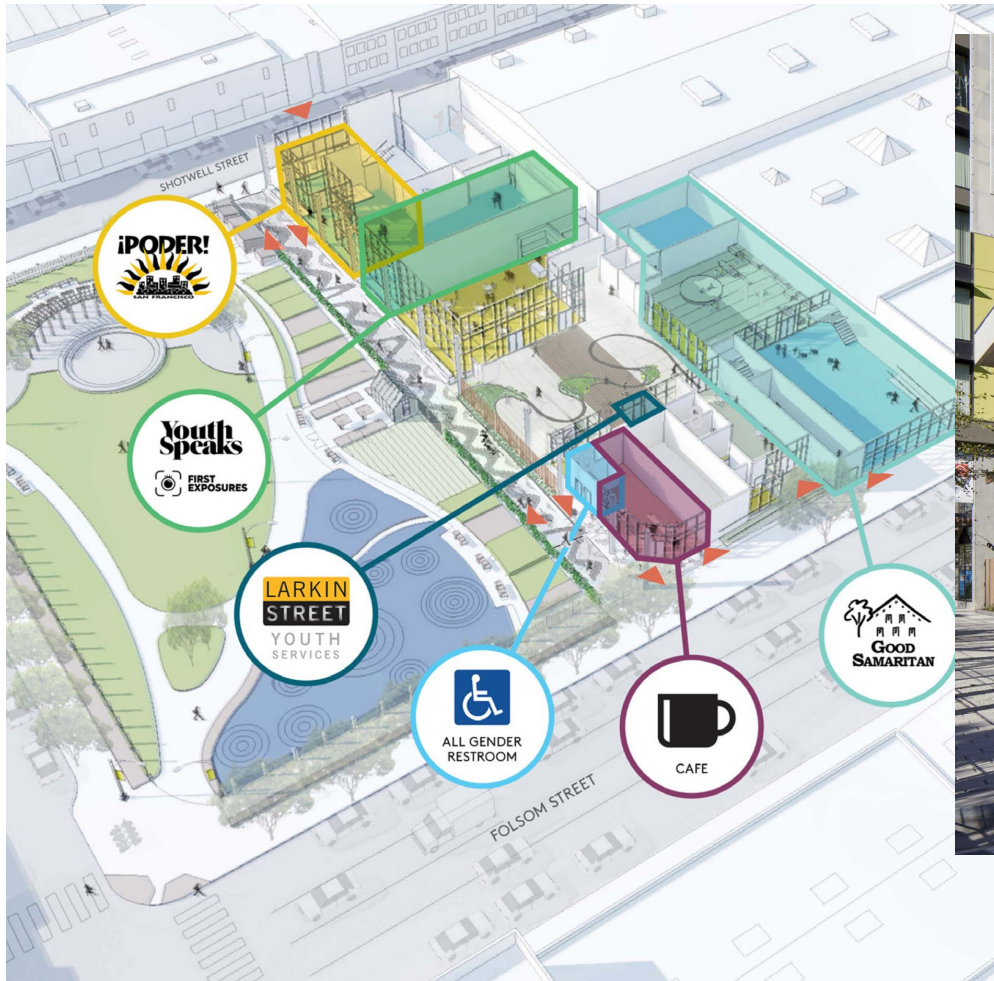 SHOTWELL STREET
¡PODER!
SAN FRANCISCO
Youth
Speaks
FIRST
EXPOSURES
LARKIN
STREET
YOUTH
SERVICES
ALL GENDER
RESTROOM
CAFE
GOOD
SAMARITAN
FOLSOM STREET